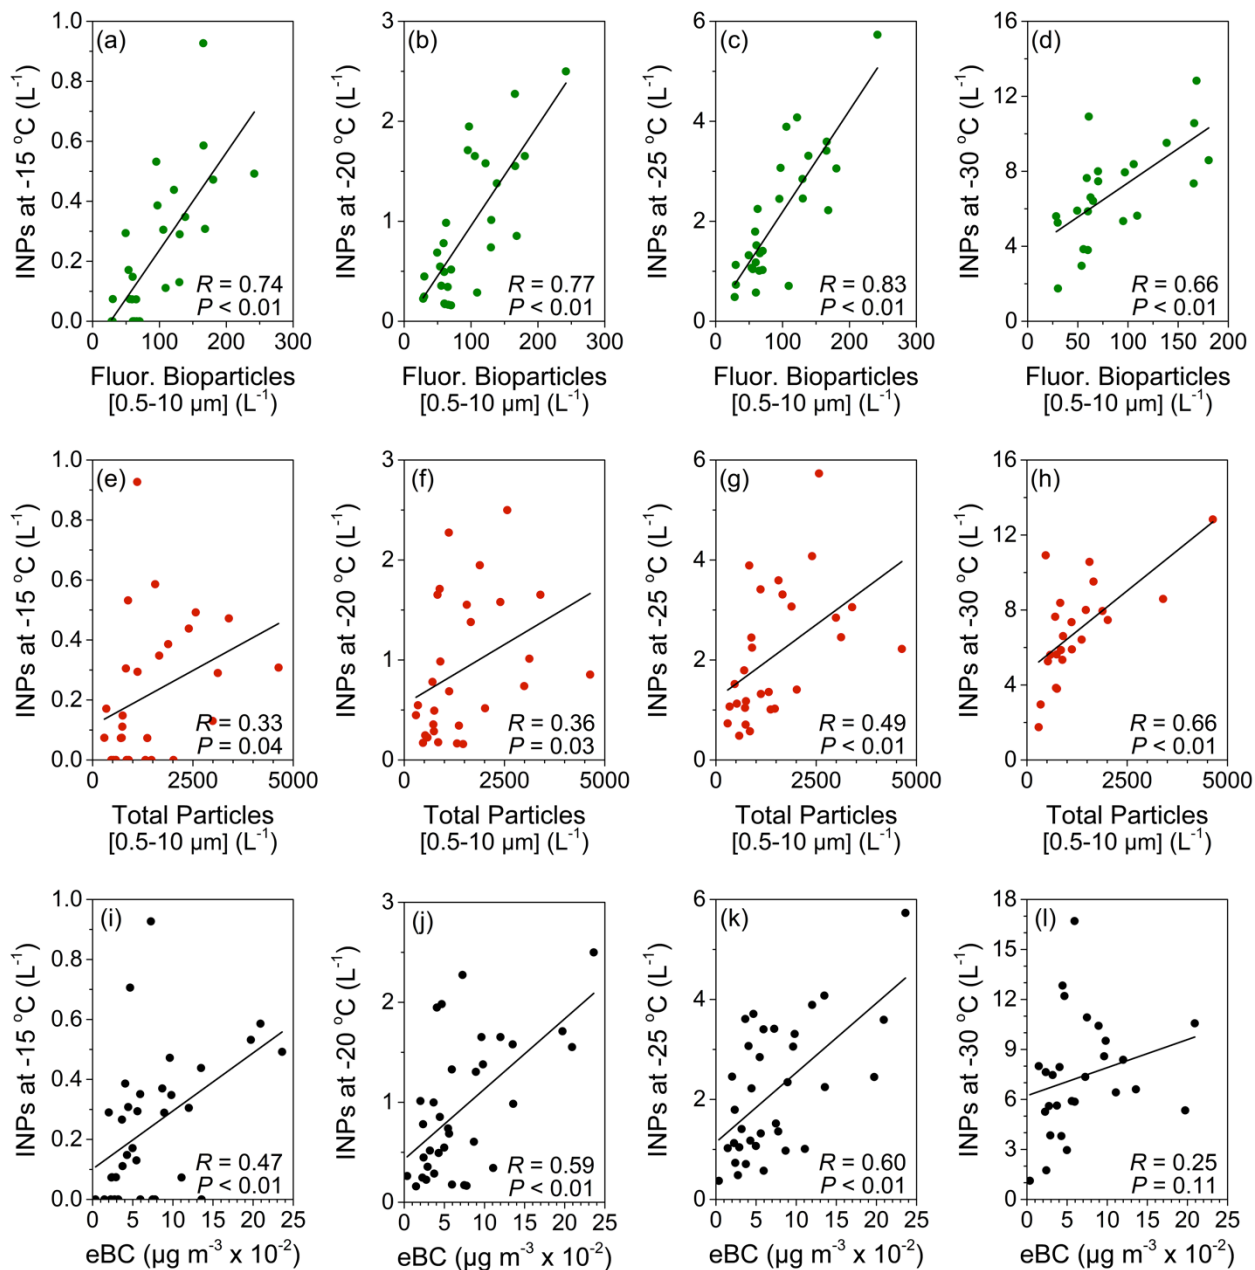 (a)
INPs at -15 °C (L⁻¹)
1.0
0.8
0.6
0.4
0.2
0.0
R = 0.74
P < 0.01
0 100 200 300
Fluor. Bioparticles
[0.5-10 µm] (L⁻¹)
(b)
INPs at -20 °C (L⁻¹)
3
2
1
0
R = 0.77
P < 0.01
0 100 200 300
Fluor. Bioparticles
[0.5-10 µm] (L⁻¹)
(c)
INPs at -25 °C (L⁻¹)
6
4
2
0
R = 0.83
P < 0.01
0 100 200 300
Fluor. Bioparticles
[0.5-10 µm] (L⁻¹)
(d)
INPs at -30 °C (L⁻¹)
16
12
8
4
0
R = 0.66
P < 0.01
0 50 100 150 200
Fluor. Bioparticles
[0.5-10 µm] (L⁻¹)
(e)
INPs at -15 °C (L⁻¹)
1.0
0.8
0.6
0.4
0.2
0.0
R = 0.33
P = 0.04
0 2500 5000
Total Particles
[0.5-10 µm] (L⁻¹)
(f)
INPs at -20 °C (L⁻¹)
3
2
1
0
R = 0.36
P = 0.03
0 2500 5000
Total Particles
[0.5-10 µm] (L⁻¹)
(g)
INPs at -25 °C (L⁻¹)
6
4
2
0
R = 0.49
P < 0.01
0 2500 5000
Total Particles
[0.5-10 µm] (L⁻¹)
(h)
INPs at -30 °C (L⁻¹)
16
12
8
4
0
R = 0.66
P < 0.01
0 2500 5000
Total Particles
[0.5-10 µm] (L⁻¹)
(i)
INPs at -15 °C (L⁻¹)
1.0
0.8
0.6
0.4
0.2
0.0
R = 0.47
P < 0.01
0 5 10 15 20 25
eBC (µg m⁻³ x 10⁻²)
(j)
INPs at -20 °C (L⁻¹)
3
2
1
0
R = 0.59
P < 0.01
0 5 10 15 20 25
eBC (µg m⁻³ x 10⁻²)
(k)
INPs at -25 °C (L⁻¹)
6
4
2
0
R = 0.60
P < 0.01
0 5 10 15 20 25
eBC (µg m⁻³ x 10⁻²)
(l)
INPs at -30 °C (L⁻¹)
18
15
12
9
6
3
0
R = 0.25
P = 0.11
0 5 10 15 20 25
eBC (µg m⁻³ x 10⁻²)